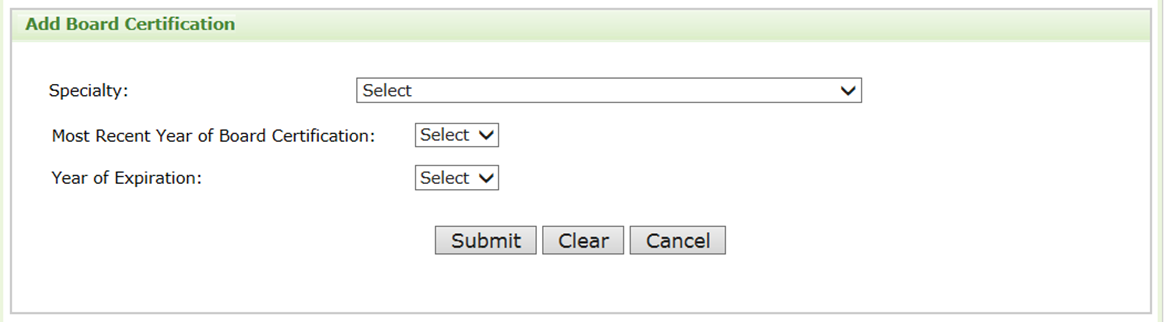 Add Board Certification
Specialty: Select
Most Recent Year of Board Certification: Select
Year of Expiration: Select
Submit Clear Cancel